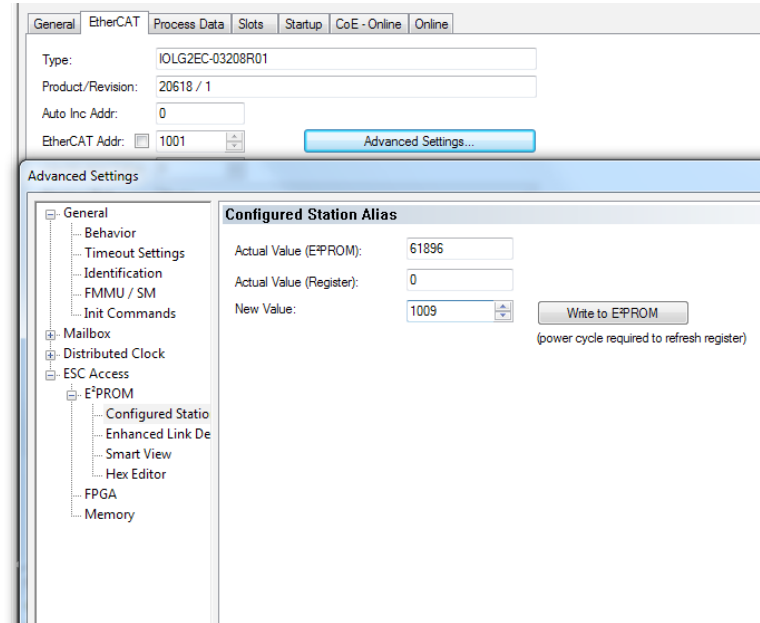 General EtherCAT Process Data Slots Startup CoE - Online Online
Type: IOLG2EC-03208R01
Product/Revision: 20618 / 1
Auto Inc Addr: 0
EtherCAT Addr: 1001 Advanced Settings...
Advanced Settings
General
Behavior
Timeout Settings
Identification
FMMU / SM
Init Commands
Mailbox
Distributed Clock
ESC Access
E²PROM
Configured Statio
Enhanced Link De
Smart View
Hex Editor
FPGA
Memory
Configured Station Alias
Actual Value (E²PROM): 61896
Actual Value (Register): 0
New Value: 1009 Write to E²PROM
(power cycle required to refresh register)